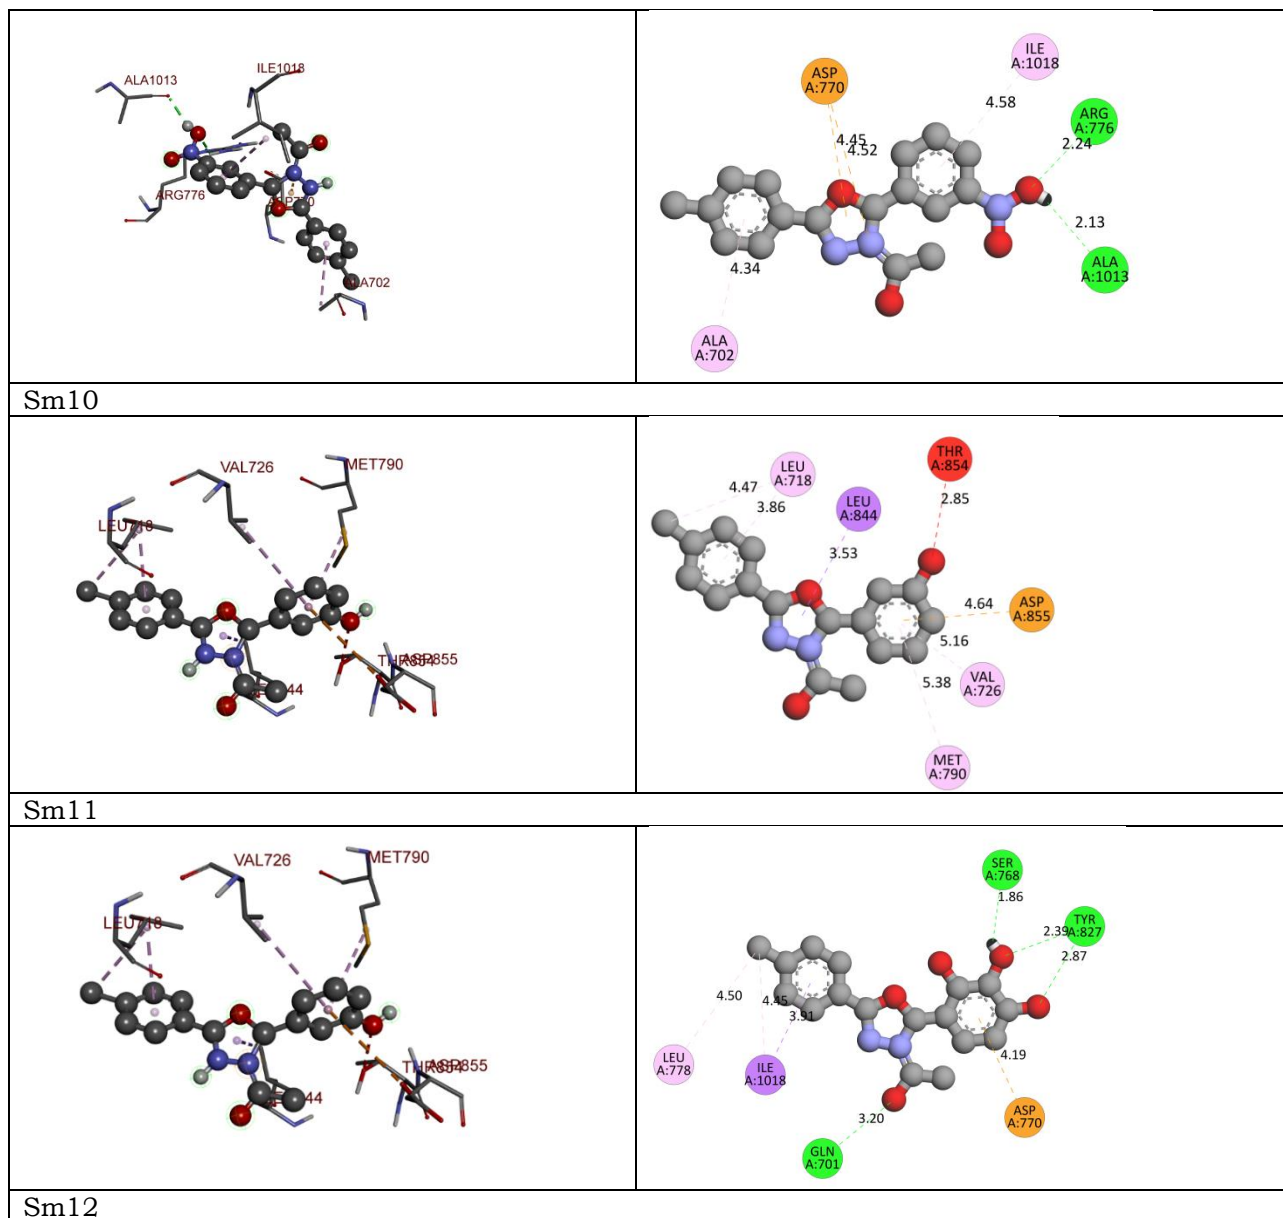 ALA1013
ILE1018
ARG776
ASP770
ALA702
ILE
A:1018
ASP
A:770
ARG
A:776
4.58
2.24
4.45
4.52
2.13
4.34
ALA
A:1013
ALA
A:702
Sm10
VAL726
MET790
LEU718
THR854
ASP855
THR
A:854
LEU
A:718
4.47
3.86
LEU
A:844
2.85
3.53
4.64
ASP
A:855
5.16
5.38
VAL
A:726
MET
A:790
Sm11
VAL726
MET790
LEU718
THR854
ASP855
SER
A:768
1.86
TYR
A:827
2.39
2.87
4.50
4.45
3.91
LEU
A:778
ILE
A:1018
4.19
ASP
A:770
3.20
GLN
A:701
Sm12